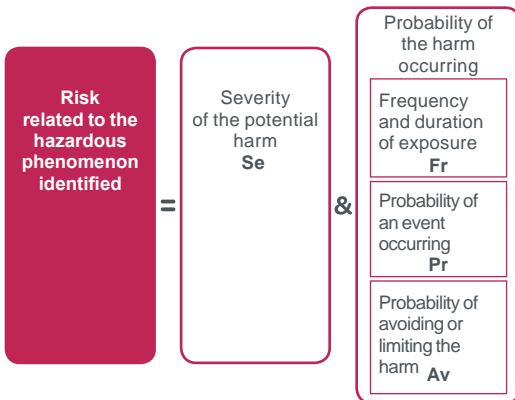 Risk
related to the
hazardous
phenomenon
identified
=
Severity
of the potential
harm
Se
&
Probability of
the harm
occurring
Frequency
and duration
of exposure
Fr
Probability of
an event
occurring
Pr
Probability of
avoiding or
limiting the
harm Av